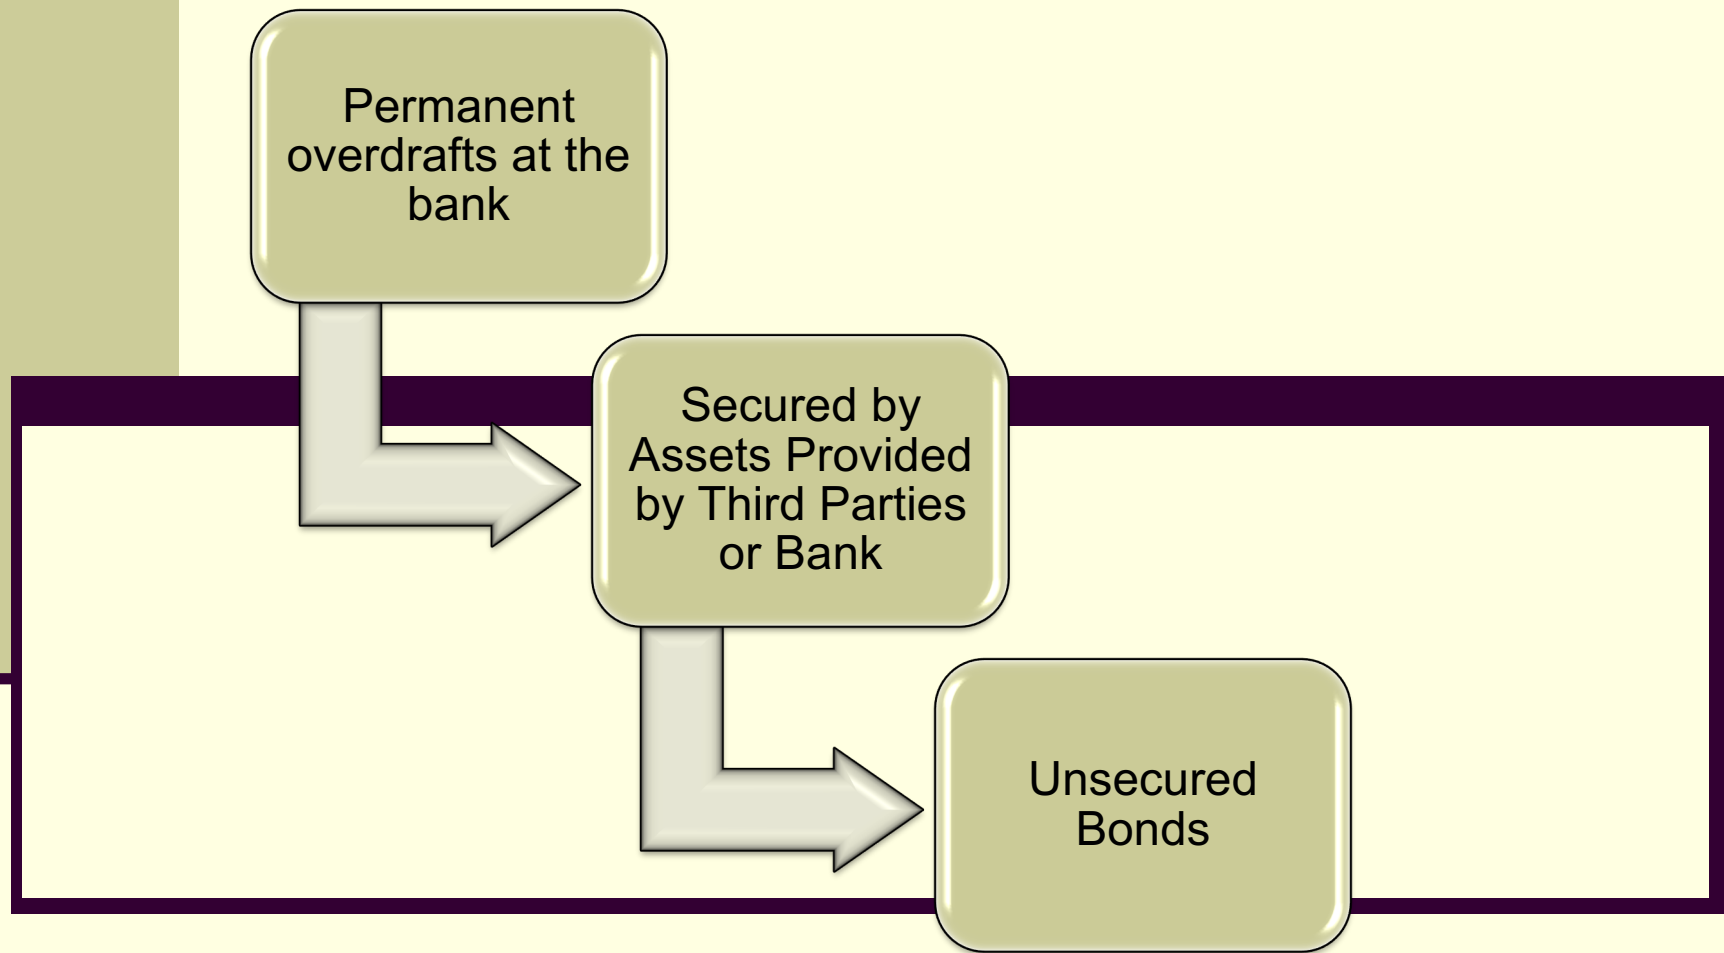 Permanent
overdrafts at the
bank
Secured by
Assets Provided
by Third Parties
or Bank
Unsecured
Bonds